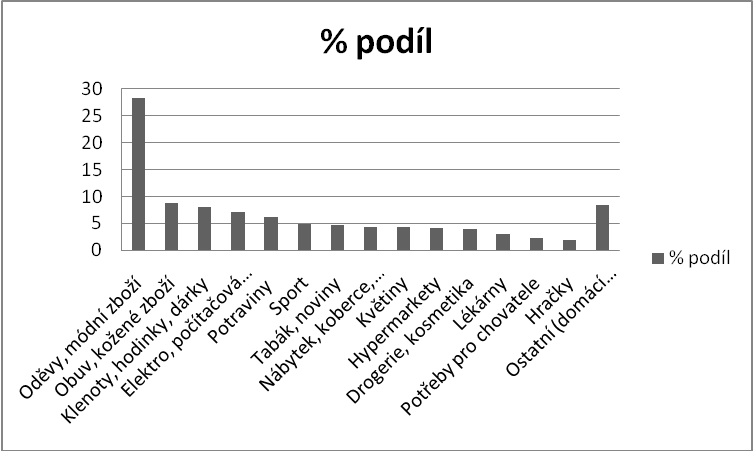 % podíl
30
25
20
15
10
5
0
Oděvy, módní zboží
Obuv, kožené zboží
Klenoty, hodinky, dárky
Elektro, počítačová...
Potraviny
Sport
Tabák, noviny
Nábytek, koberce,...
Květiny
Hypermarkety
Drogerie, kosmetika
Lékárny
Potřeby pro chovatele
Hračky
Ostatní (domácí...
% podíl